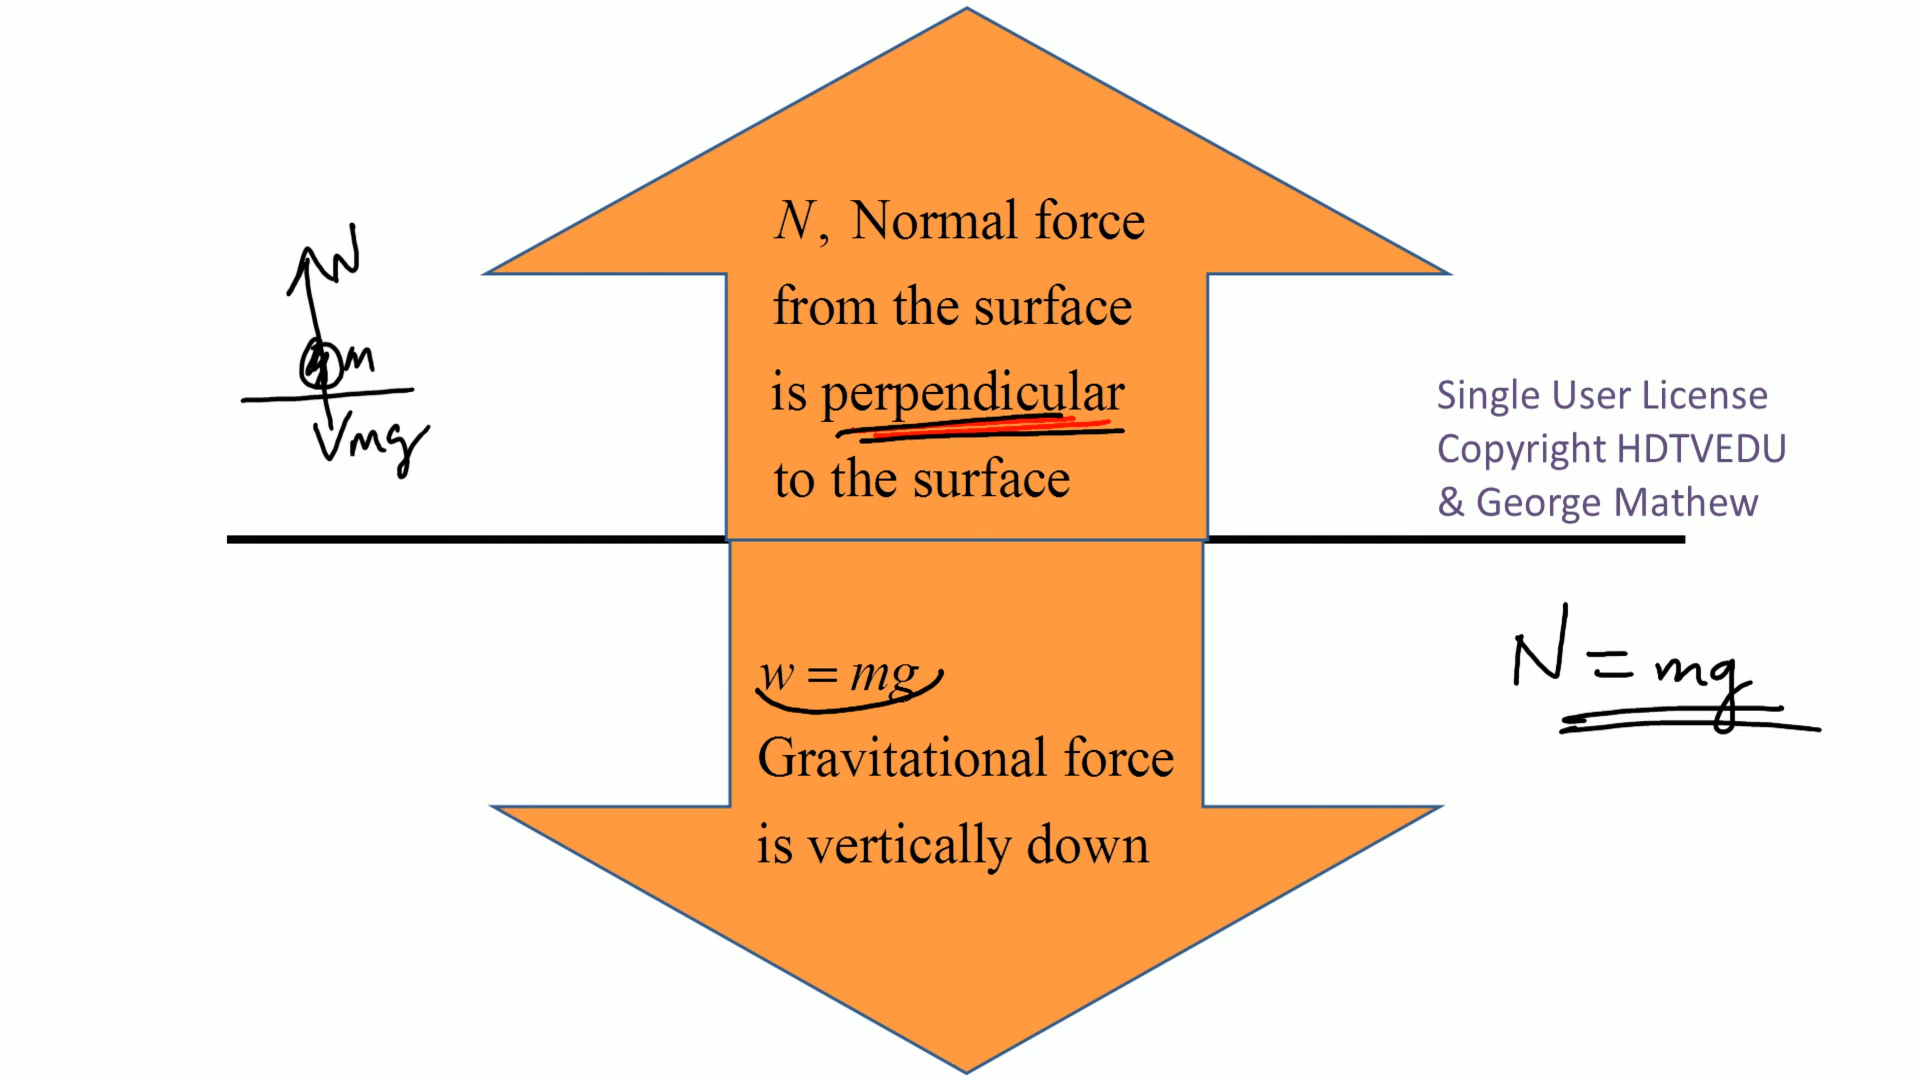 N, Normal force
from the surface
is perpendicular
to the surface
N
m
mg
Single User License
Copyright HDTVEDU
& George Mathew
w = mg
Gravitational force
is vertically down
N = mg